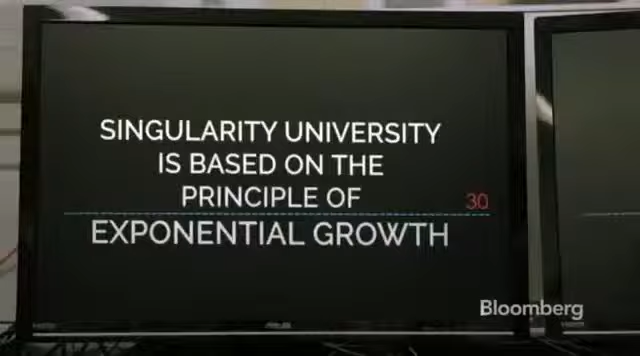 SINGULARITY UNIVERSITY
IS BASED ON THE
PRINCIPLE OF
30
EXPONENTIAL GROWTH
Bloomberg